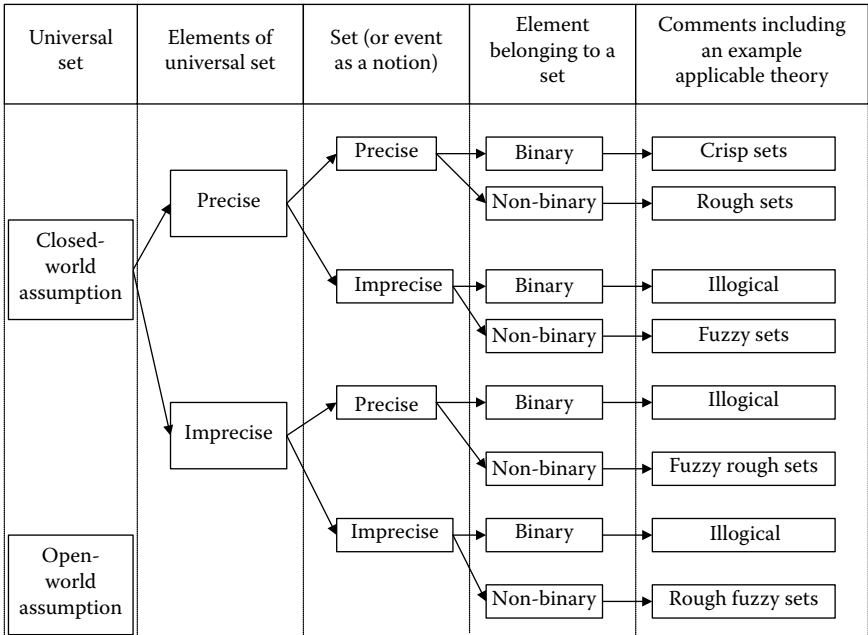 Universal
set
Elements of
universal set
Set (or event
as a notion)
Element
belonging to a
set
Comments including
an example
applicable theory
Closed-
world
assumption
Precise
Precise
Binary
Crisp sets
Non-binary
Rough sets
Imprecise
Binary
Illogical
Non-binary
Fuzzy sets
Imprecise
Precise
Binary
Illogical
Non-binary
Fuzzy rough sets
Imprecise
Binary
Illogical
Non-binary
Rough fuzzy sets
Open-
world
assumption